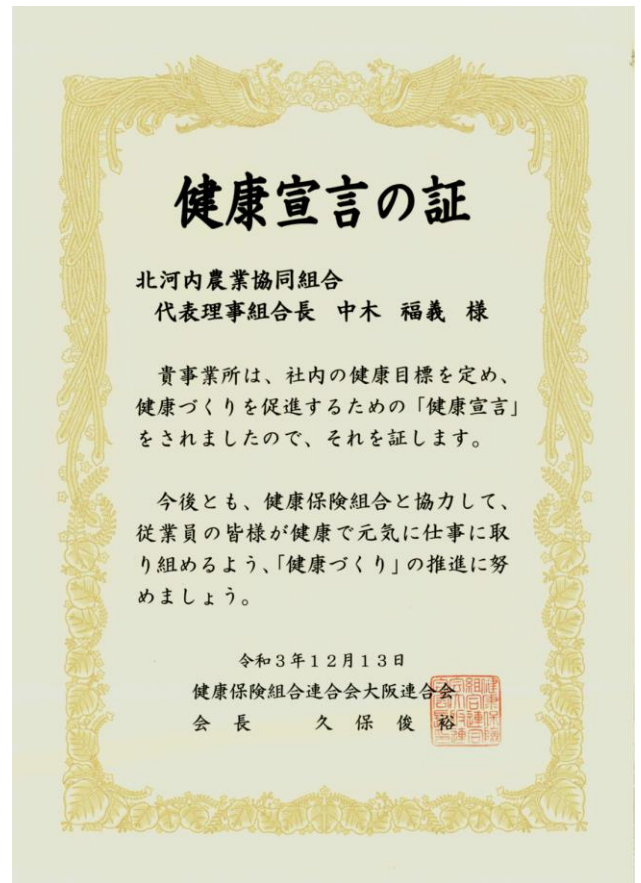 健康宣言の証
北河内農業協同組合
代表理事組合長 中木 福義 様
貴事業所は、社内の健康目標を定め、
健康づくりを促進するための「健康宣言」
をされましたので、それを証します。
今後とも、健康保険組合と協力して、
従業員の皆様が健康で元気に仕事に取
り組めるよう、「健康づくり」の推進に努
めましょう。
令和3年12月13日
健康保険組合連合会大阪連合会
会 長 久 保 俊 裕